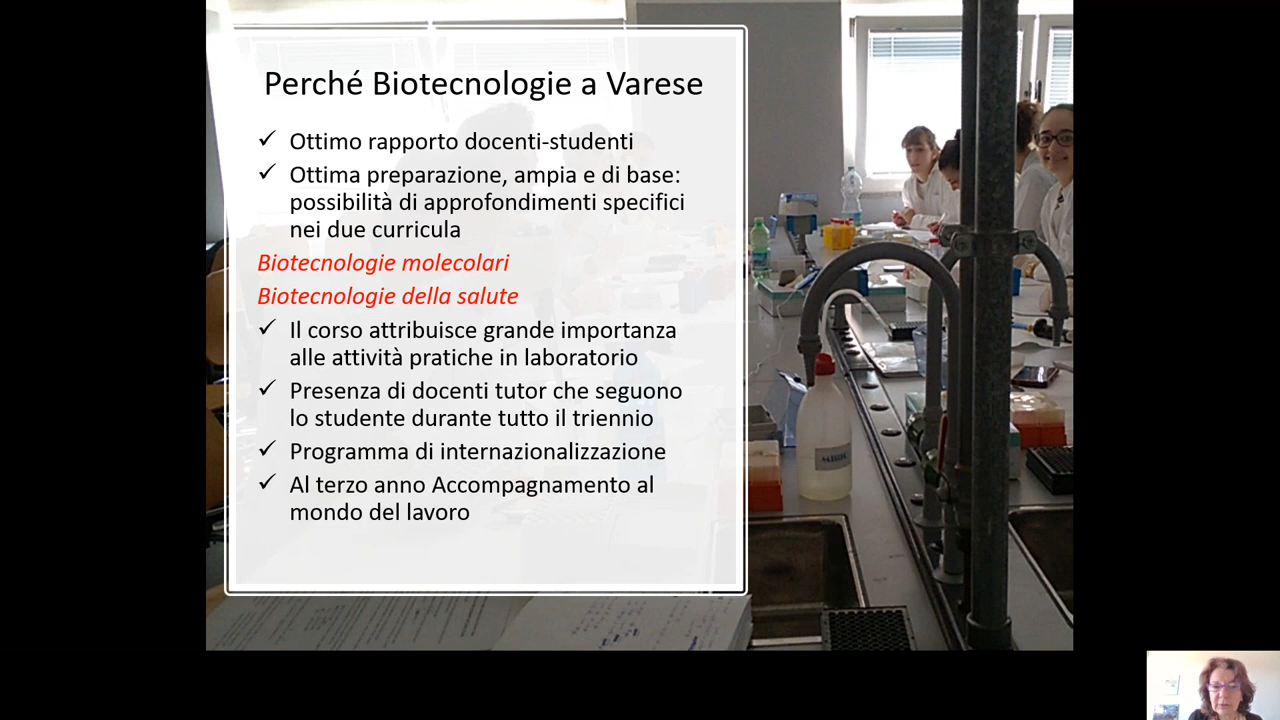 Perché Biotecnologie a Varese
✓ Ottimo rapporto docenti-studenti
✓ Ottima preparazione, ampia e di base:
possibilità di approfondimenti specifici
nei due curricula
Biotecnologie molecolari
Biotecnologie della salute
✓ Il corso attribuisce grande importanza
alle attività pratiche in laboratorio
✓ Presenza di docenti tutor che seguono
lo studente durante tutto il triennio
✓ Programma di internazionalizzazione
✓ Al terzo anno Accompagnamento al
mondo del lavoro